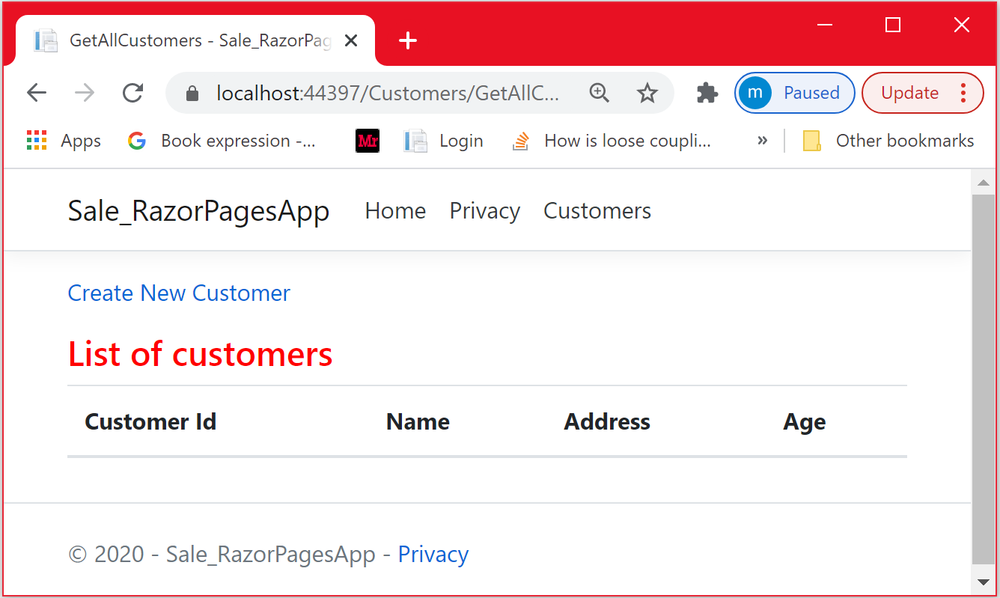 GetAllCustomers - Sale_RazorPag
localhost:44397/Customers/GetAllC...
m Paused
Update
Apps
Book expression -...
Mr
Login
How is loose coupli...
»
Other bookmarks
Sale_RazorPagesApp Home Privacy Customers
Create New Customer
List of customers
Customer Id Name Address Age
© 2020 - Sale_RazorPagesApp - Privacy